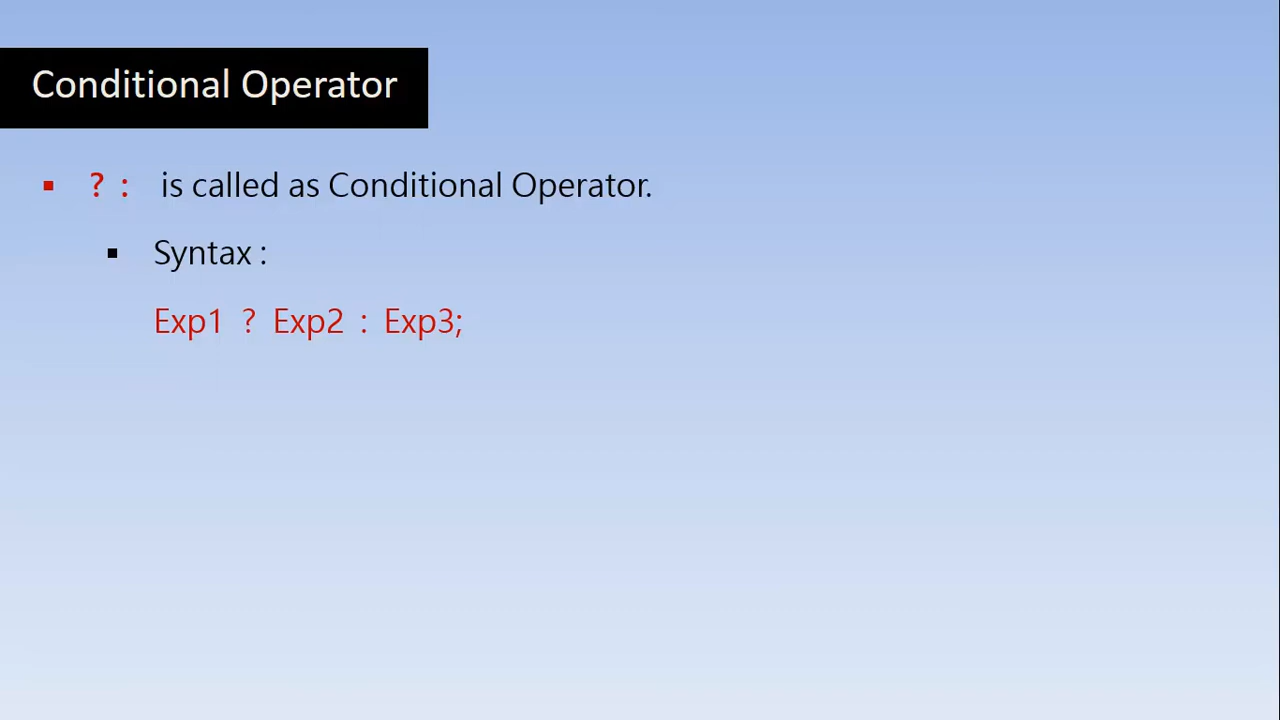 Conditional Operator
? : is called as Conditional Operator.
Syntax :
Exp1 ? Exp2 : Exp3;